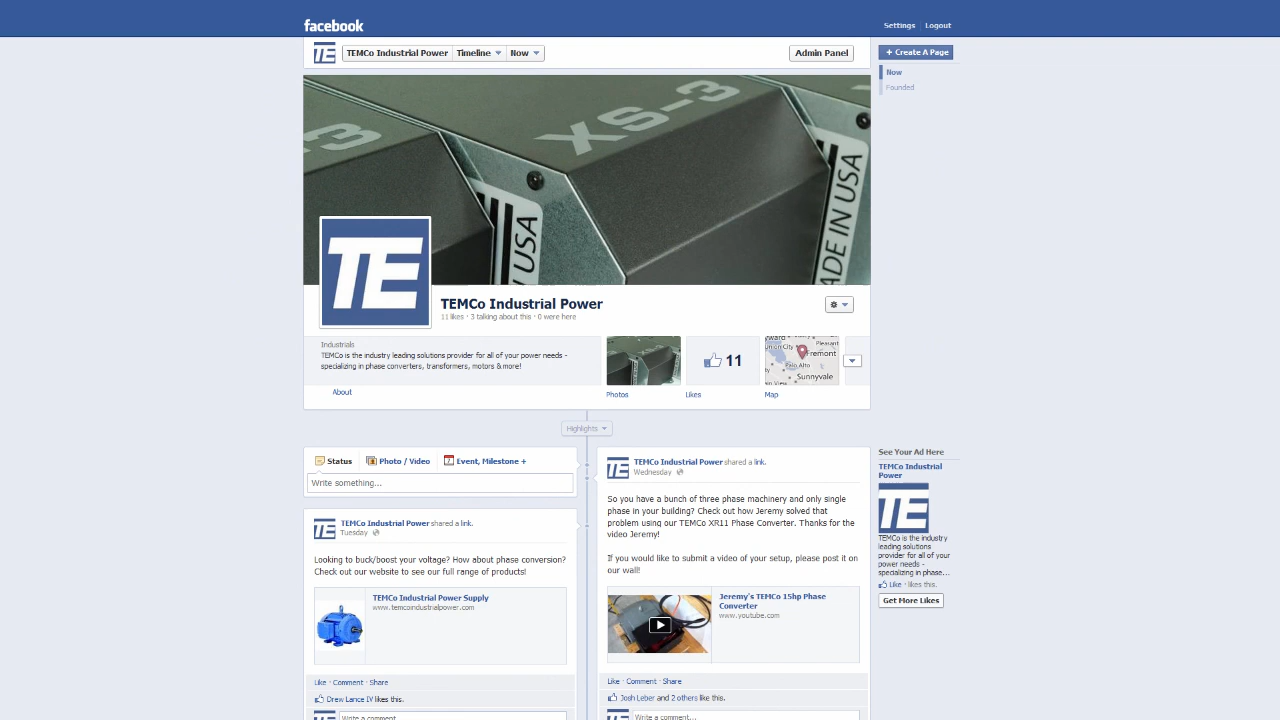 facebook
Settings
Logout
TE
TEMCo Industrial Power
Timeline
Now
Admin Panel
+ Create A Page
Now
Founded
3
XS-3
USA
MADE IN USA
TE
TEMCo Industrial Power
11 likes · 3 talking about this · 0 were here
Industrials
TEMCo is the industry leading solutions provider for all of your power needs -
specializing in phase converters, transformers, motors & more!
About
Photos
11
Likes
Union City
Pleasant
Fremont
Palo Alto
Sunnyvale
Map
Highlights
Status
Photo / Video
Event, Milestone +
Write something...
TEMCo Industrial Power shared a link.
Tuesday
Looking to buck/boost your voltage? How about phase conversion?
Check out our website to see our full range of products!
TEMCo Industrial Power Supply
www.temcoindustrialpower.com
Like · Comment · Share
Drew Lance IV likes this.
Write a comment...
TEMCo Industrial Power shared a link.
Wednesday
So you have a bunch of three phase machinery and only single
phase in your building? Check out how Jeremy solved that
problem using our TEMCo XR11 Phase Converter. Thanks for the
video Jeremy!
If you would like to submit a video of your setup, please post it on
our wall!
Jeremy's TEMCo 15hp Phase
Converter
www.youtube.com
Like · Comment · Share
Josh Leber and 2 others like this.
Write a comment...
See Your Ad Here
TEMCo Industrial
Power
TE
TEMCo is the industry
leading solutions
provider for all of your
power needs -
specializing in phase...
Like · likes this.
Get More Likes